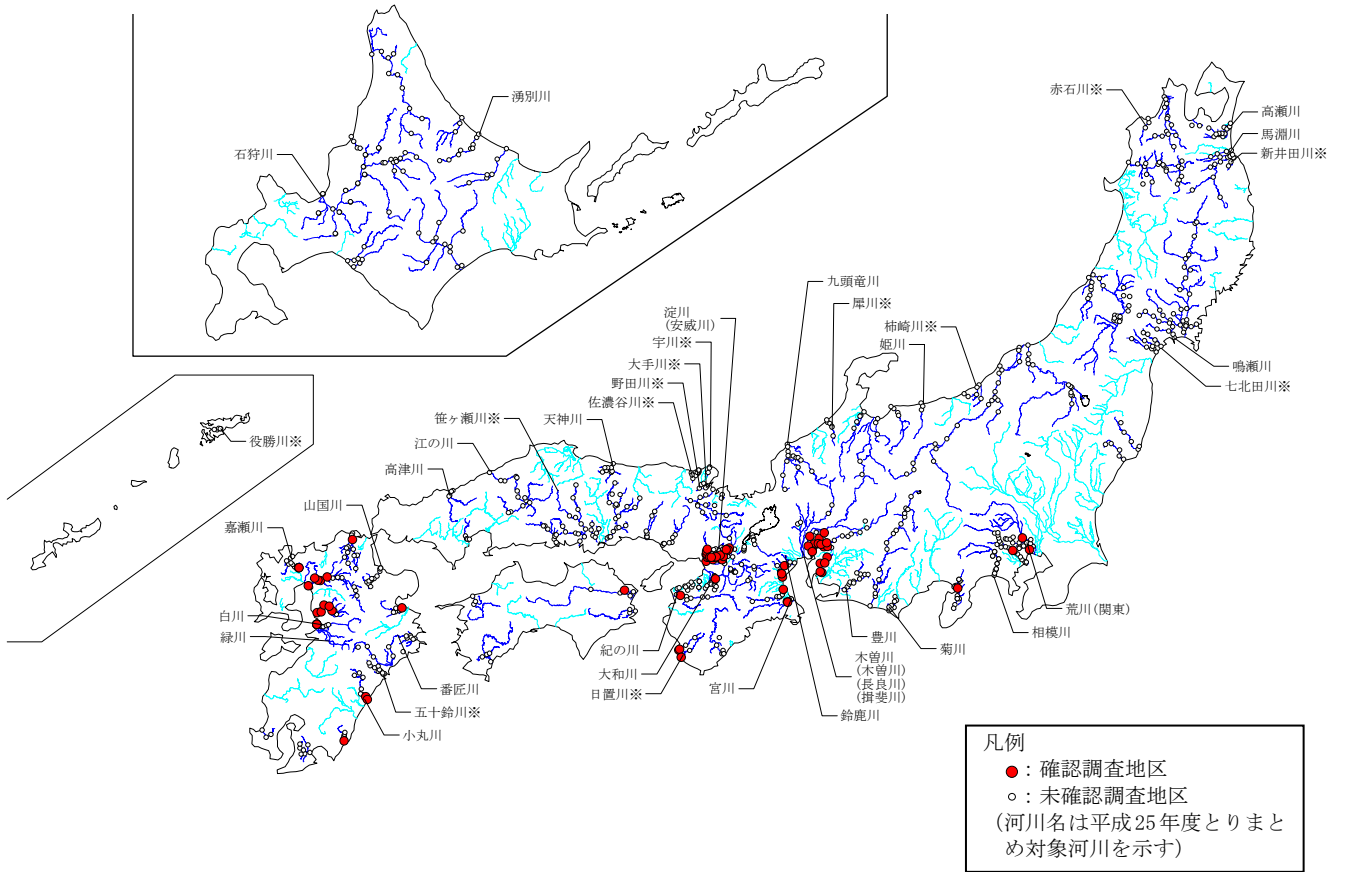 湧別川
石狩川
赤石川※
高瀬川
馬淵川
新井田川※
九頭竜川
犀川※
柿崎川※
姫川
淀川
(安威川)
宇川※
大手川※
野田川※
佐濃谷川※
鳴瀬川
七北田川※
笹ヶ瀬川※
天神川
江の川
高津川
役勝川※
山国川
嘉瀬川
白川
緑川
番匠川
五十鈴川※
小丸川
紀の川
大和川
日置川※
宮川
鈴鹿川
木曽川
(木曽川)
(長良川)
(揖斐川)
豊川
菊川
相模川
荒川(関東)
凡例
：確認調査地区
：未確認調査地区
(河川名は平成25年度とりまと
め対象河川を示す)